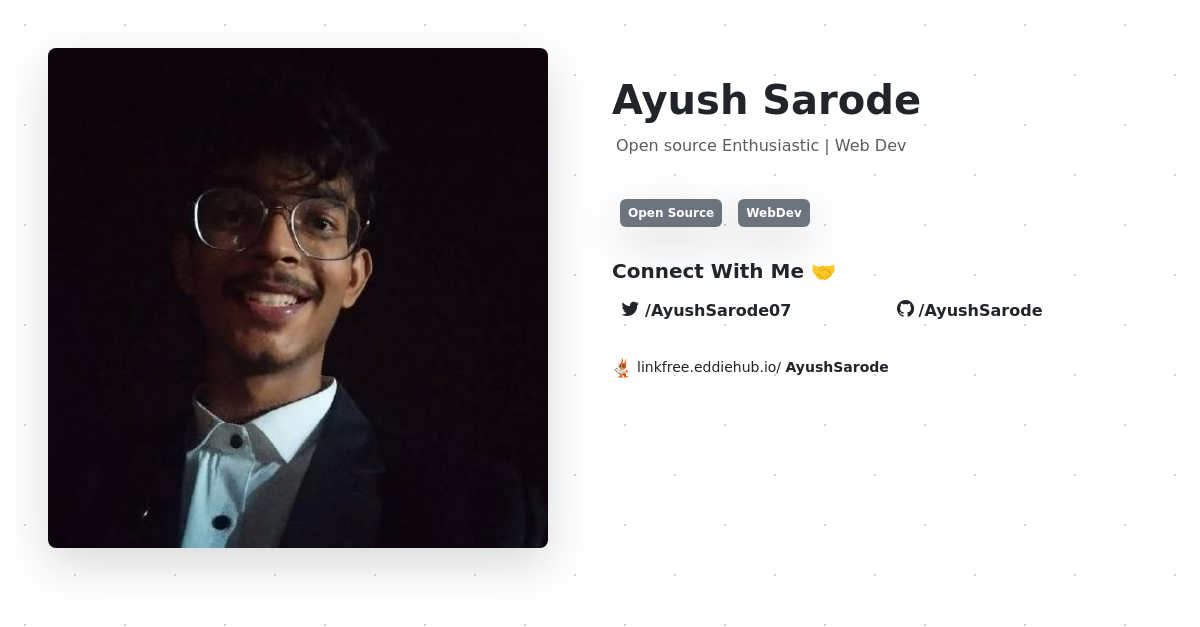 Ayush Sarode
Open source Enthusiastic | Web Dev
Open Source WebDev
Connect With Me 🤝
/AyushSarode07 /AyushSarode
linkfree.eddiehub.io/ AyushSarode